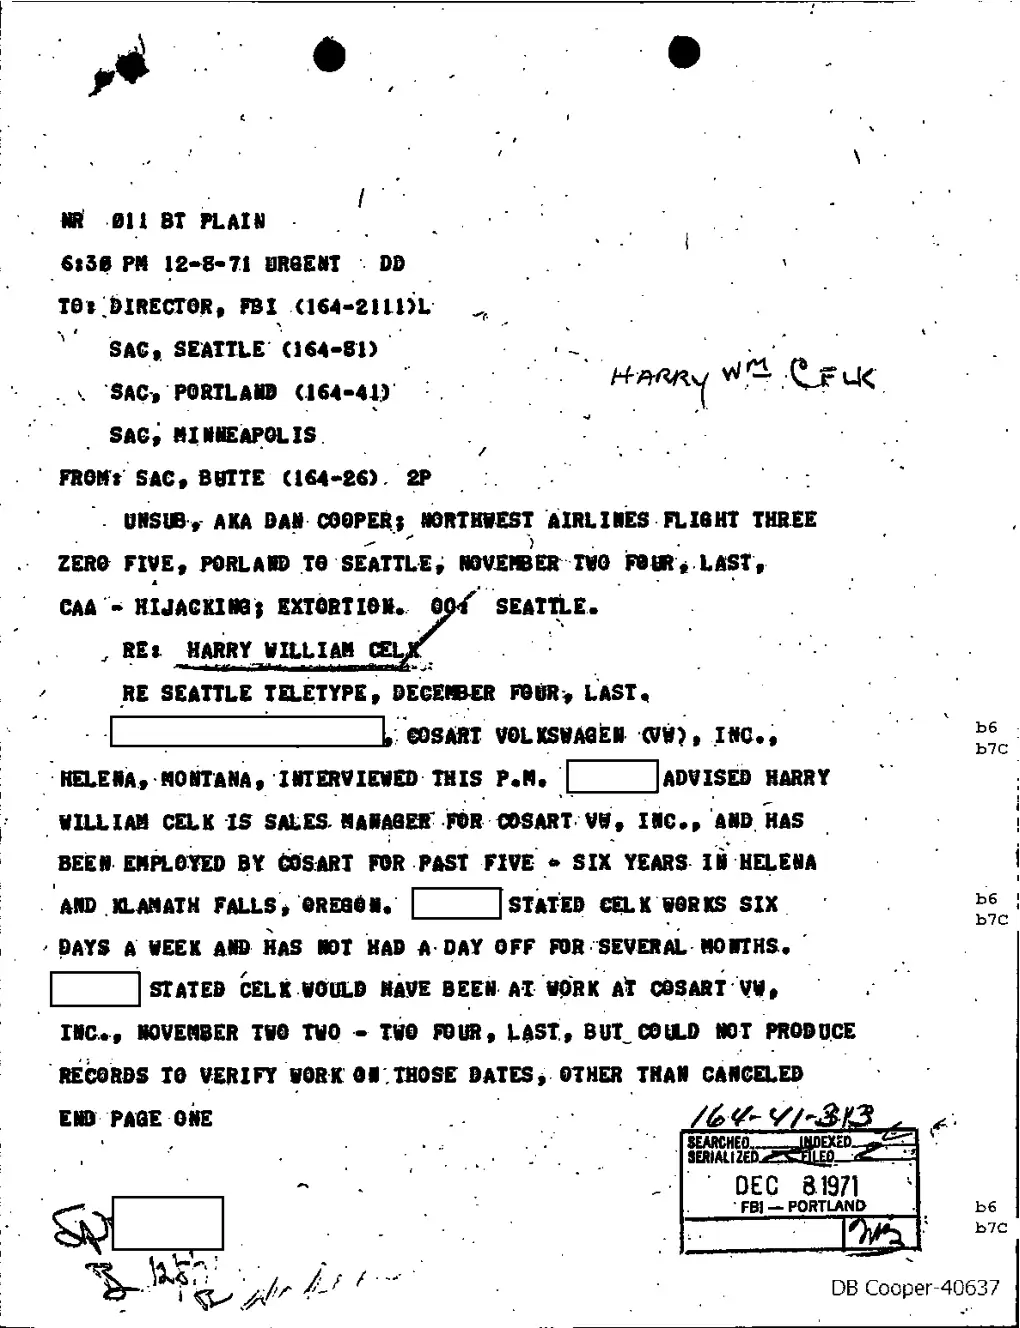 NR 011 BT PLAIN
6:30 PM 12-8-71 URGENT DD
TO: DIRECTOR, FBI (164-2111)L
SAC, SEATTLE (164-81)
HARRY WM CELK
SAC, PORTLAND (164-41)
SAC, MINNEAPOLIS
FROM: SAC, BUTTE (164-26) 2P
UNSUB, AKA DAN COOPER; NORTHWEST AIRLINES FLIGHT THREE
ZERO FIVE, PORLAND TO SEATTLE, NOVEMBER TWO FOUR, LAST,
CAA - HIJACKING; EXTORTION. OO: SEATTLE.
RE: HARRY WILLIAM CELK
RE SEATTLE TELETYPE, DECEMBER FOUR, LAST.
, COSART VOLKSWAGEN (VW), INC.,
b6
b7C
HELENA, MONTANA, INTERVIEWED THIS P.M. ADVISED HARRY
WILLIAM CELK IS SALES MANAGER FOR COSART VW, INC., AND HAS
BEEN EMPLOYED BY COSART FOR PAST FIVE - SIX YEARS IN HELENA
AND KLAMATH FALLS, OREGON. STATED CELK WORKS SIX
b6
b7C
DAYS A WEEK AND HAS NOT HAD A DAY OFF FOR SEVERAL MONTHS.
STATED CELK WOULD HAVE BEEN AT WORK AT COSART VW,
INC., NOVEMBER TWO TWO - TWO FOUR, LAST, BUT COULD NOT PRODUCE
RECORDS TO VERIFY WORK ON THOSE DATES, OTHER THAN CANCELED
END PAGE ONE
164-41-313
SEARCHED INDEXED
SERIALIZED FILED
DEC 8 1971
FBI — PORTLAND
b6
b7C
DB Cooper-40637